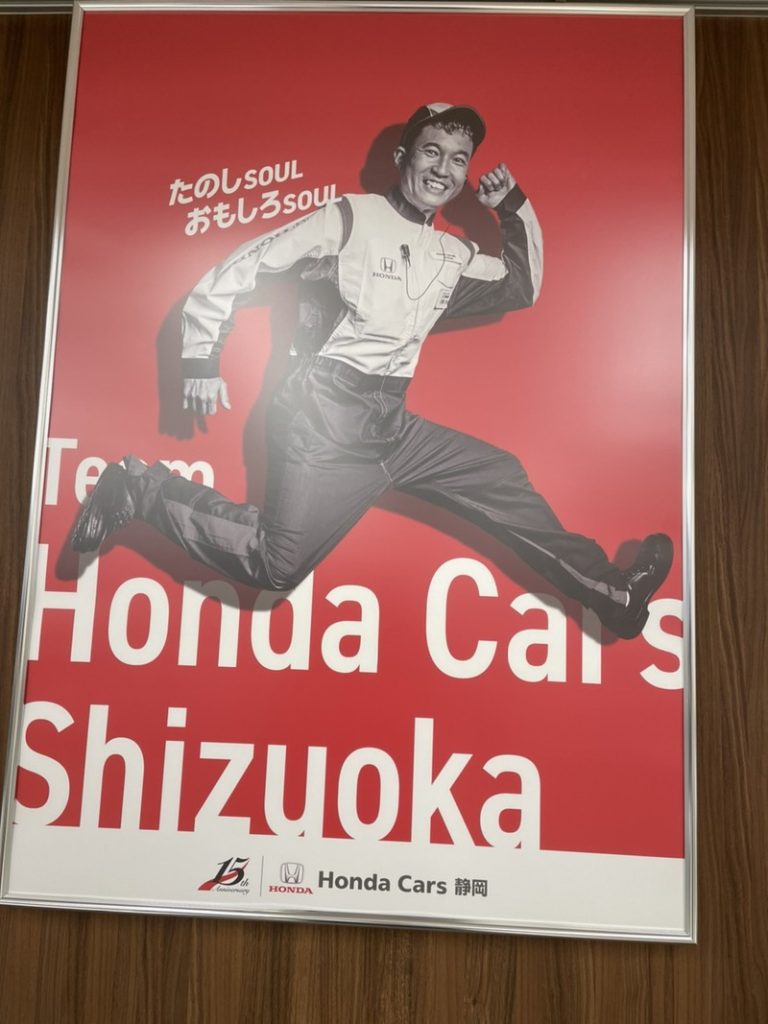 たのしSOUL
おもしろSOUL
HONDA
Team
Honda Cars
Shizuoka
15th
Anniversary
HONDA
Honda Cars 静岡